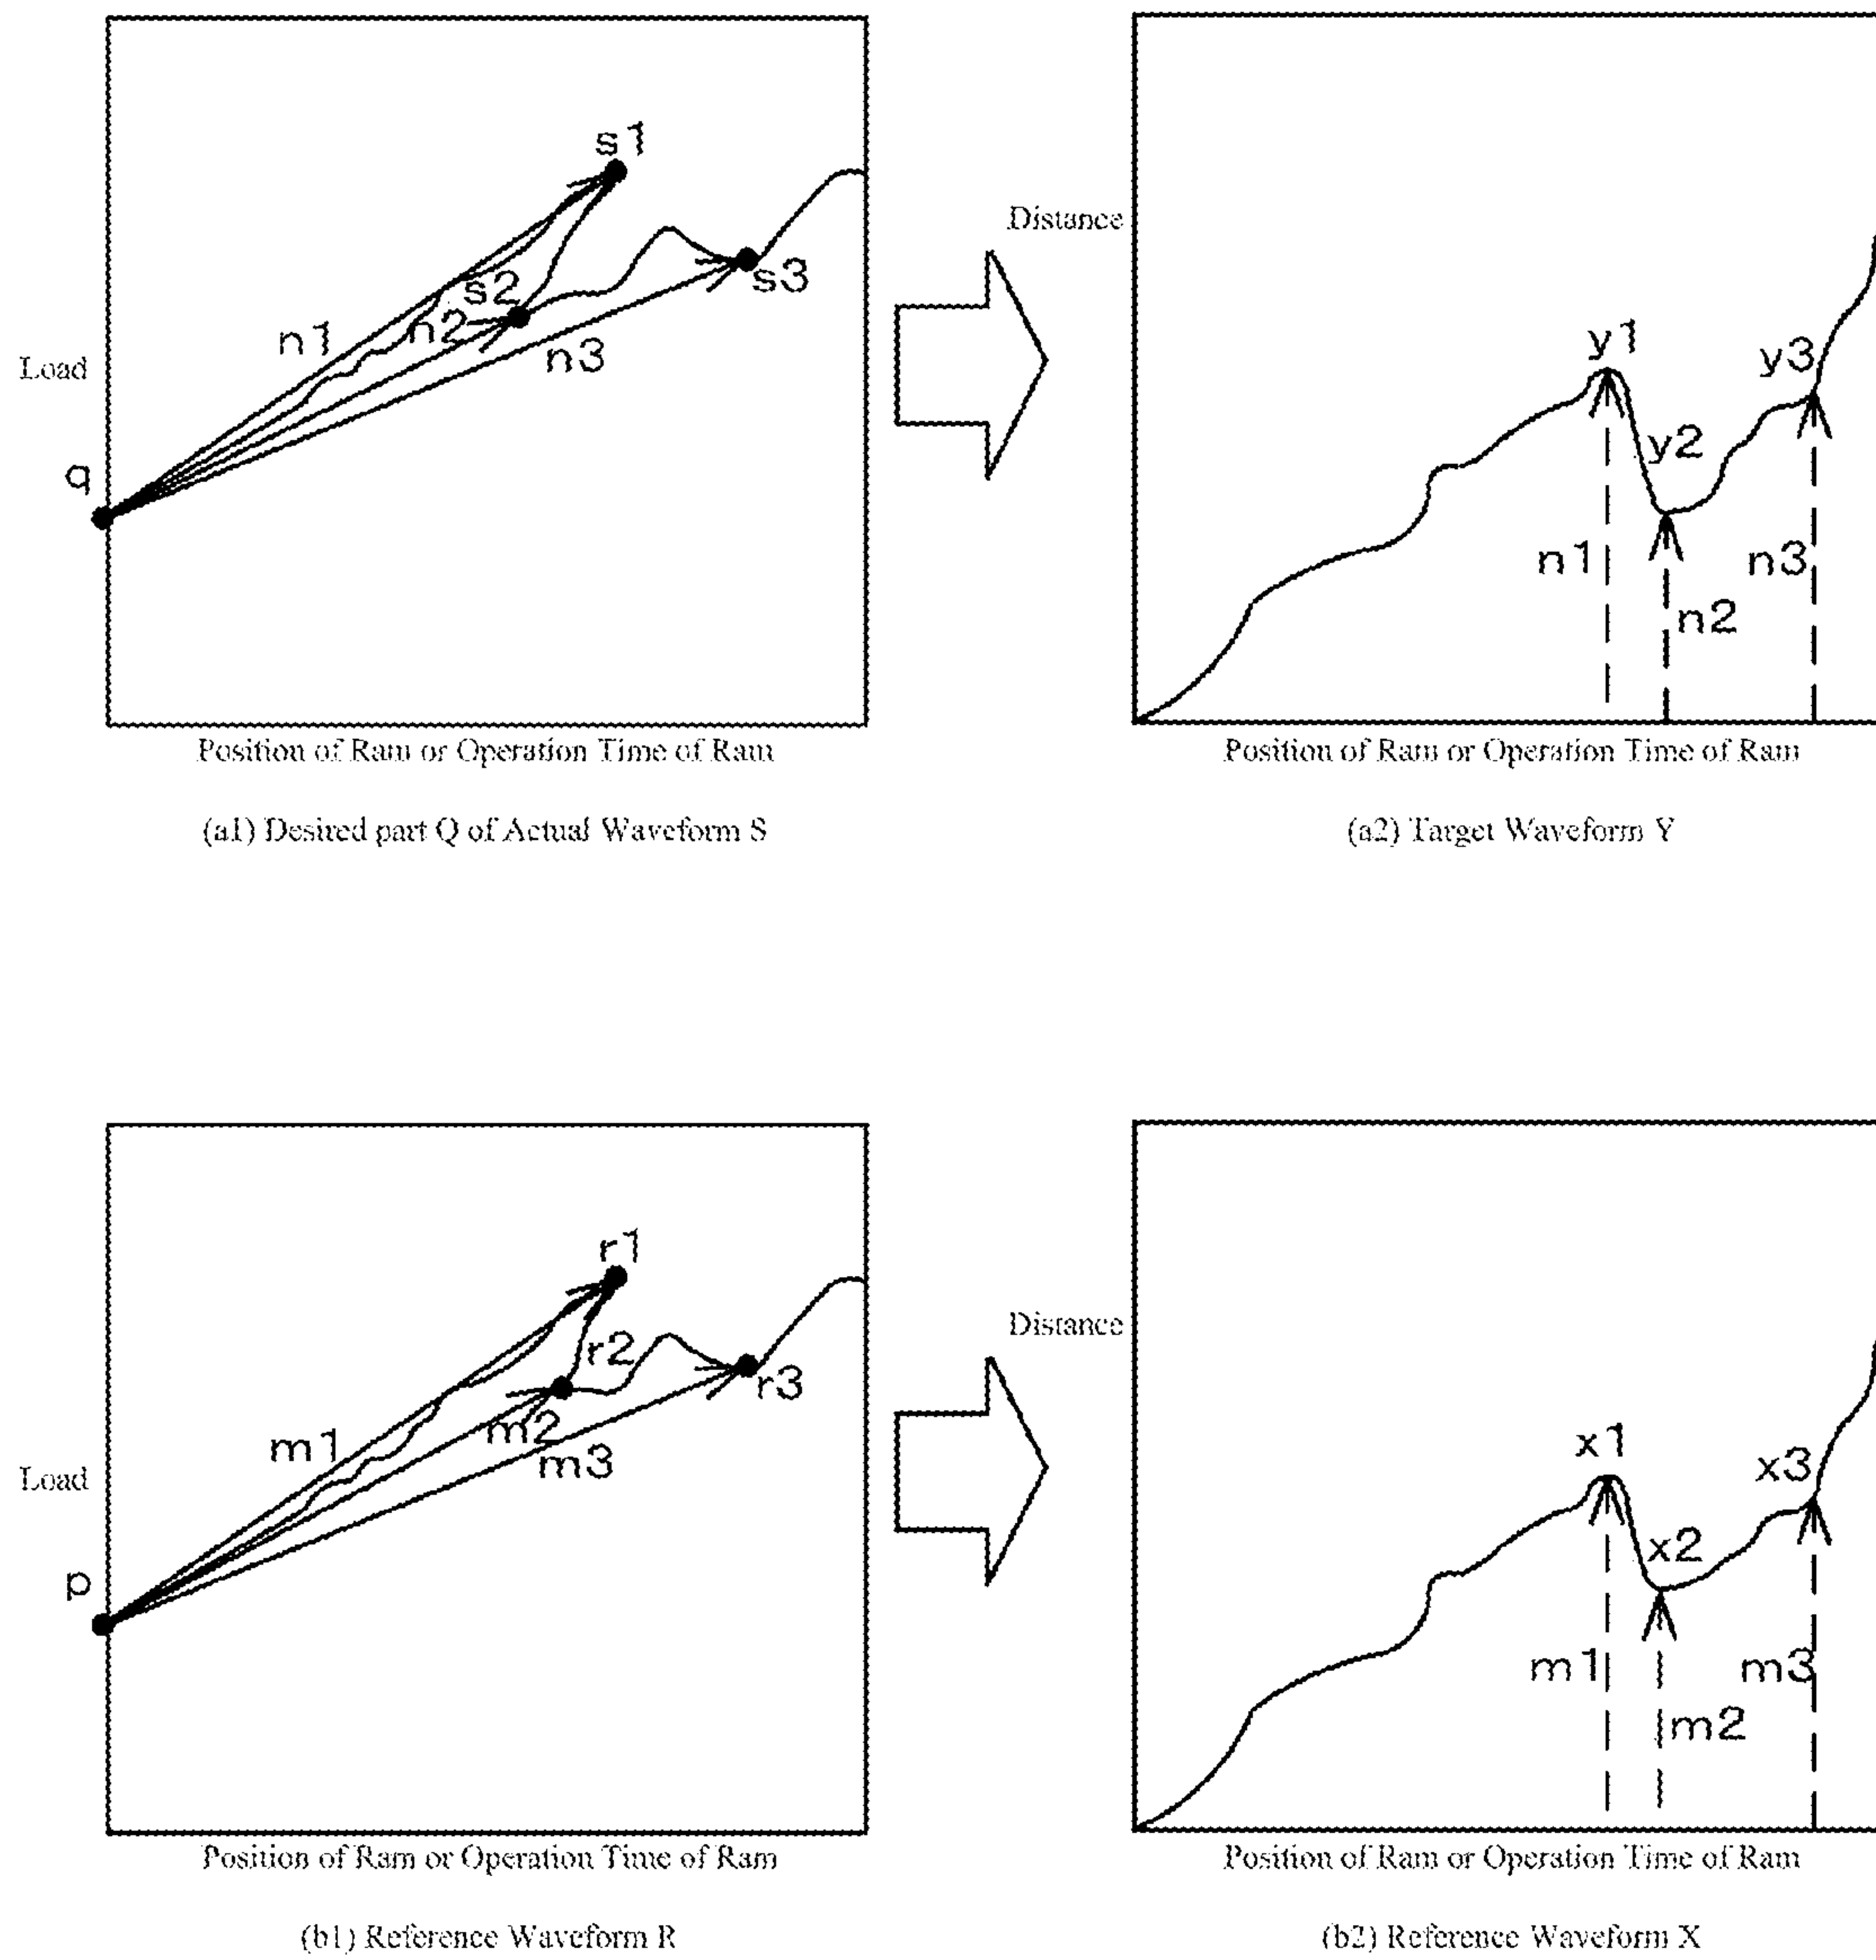 s1
Distance
s3
s2
n2
n1
n3
Load
q
y1
y3
y2
n1
n3
n2
Position of Ram or Operation Time of Ram
Position of Ram or Operation Time of Ram
(a1) Desired part Q of Actual Waveform S
(a2) Target Waveform Y
r1
Distance
r2
r3
m1
m2
m3
Load
p
x1
x3
x2
m1
m3
m2
Position of Ram or Operation Time of Ram
Position of Ram or Operation Time of Ram
(b1) Reference Waveform R
(b2) Reference Waveform X